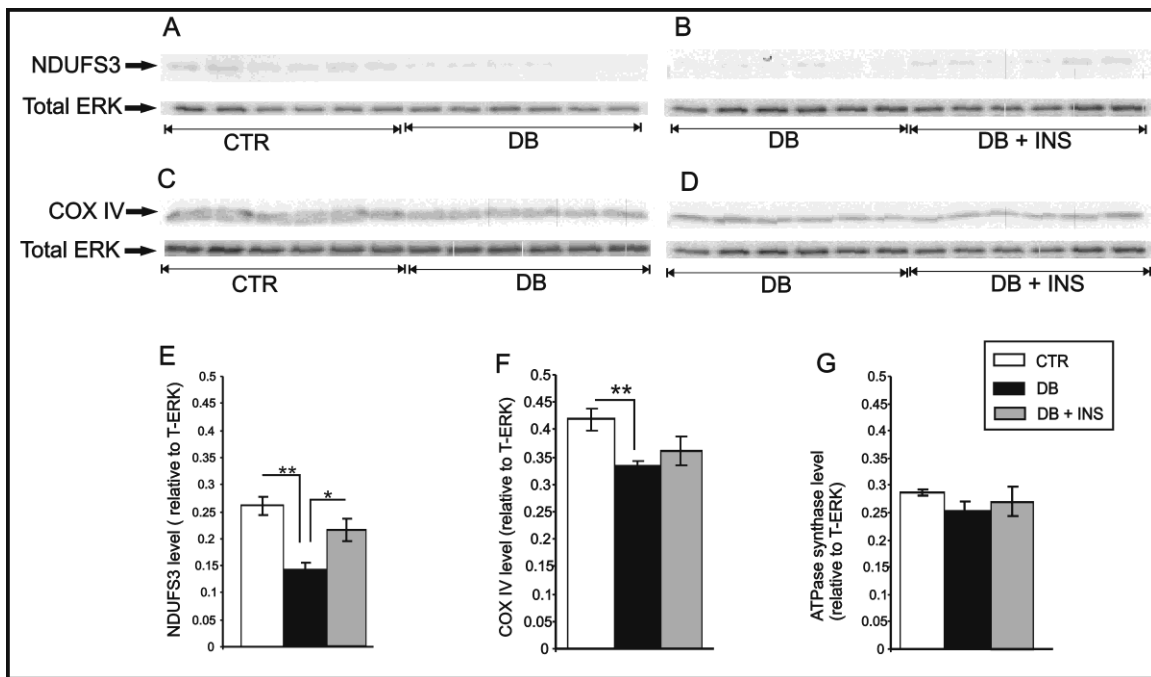 A
B
NDUFS3
Total ERK
CTR
DB
DB
DB + INS
C
D
COX IV
Total ERK
CTR
DB
DB
DB + INS
E
NDUFS3 level ( relative to T-ERK)
0.5
0.45
0.4
0.35
0.3
0.25
0.2
0.15
0.1
0.05
0
**
*
F
COX IV level (relative to T-ERK)
0.5
0.45
0.4
0.35
0.3
0.25
0.2
0.15
0.1
0.05
0
**
G
ATPase synthase level
(relative to T-ERK)
0.5
0.45
0.4
0.35
0.3
0.25
0.2
0.15
0.1
0.05
0
CTR
DB
DB + INS